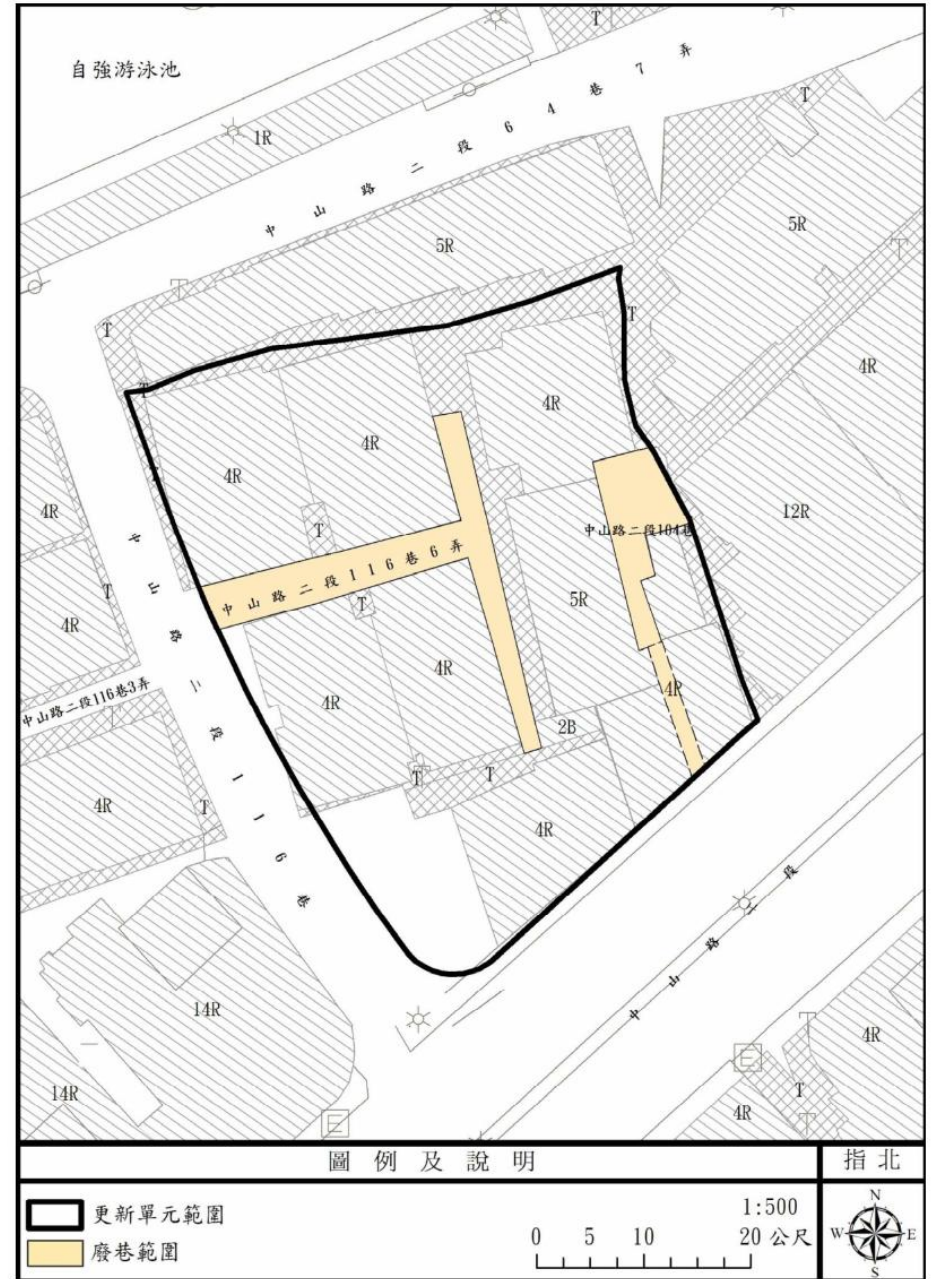 自強游泳池
T
T
1R
中山路二段64巷7弄
5R
5R
T
T
T
T
4R
4R
4R
4R
4R
T
中山路二段104巷
12R
4R
T
中山路二段116巷6弄
5R
T
T
4R
4R
4R
4R
中山路二段116巷3弄
中山路二段116巷
2B
T
T
4R
T
4R
中山路二段
14R
E
4R
14R
E
T
4R
圖例及說明
指北
更新單元範圍
廢巷範圍
1:500
0 5 10 20 公尺
N
W E
S